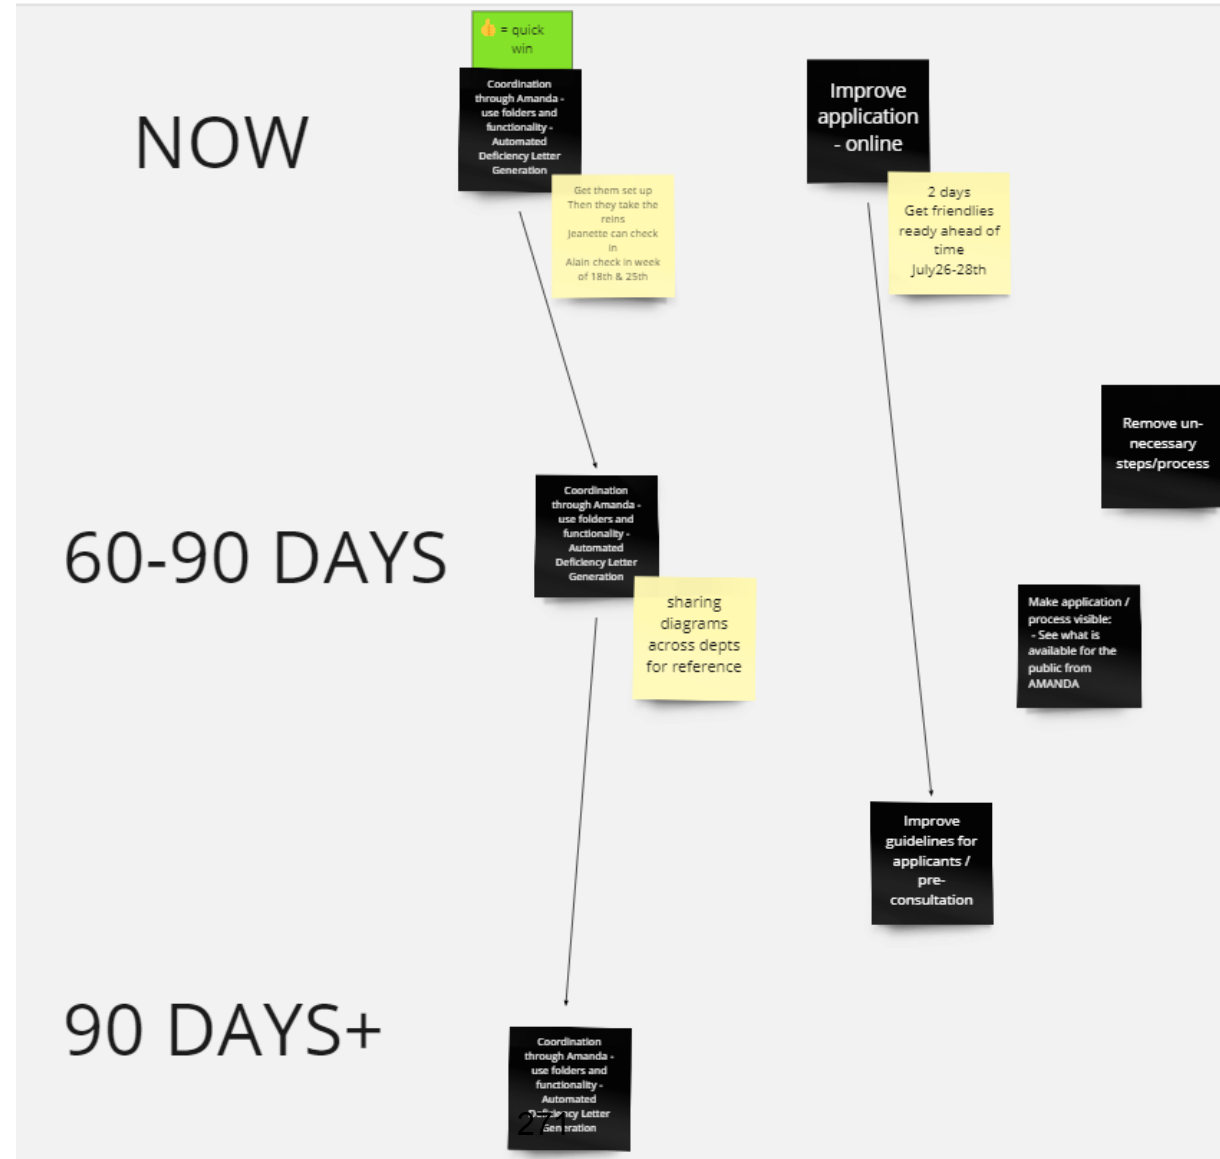 👍 = quick
win
Coordination
through Amanda -
use folders and
functionality -
Automated
Deficiency Letter
Generation
Improve
application
- online
NOW
Get them set up
Then they take the
reins
Jeanette can check
in
Alain check in week
of 18th & 25th
2 days
Get friendlies
ready ahead of
time
July26-28th
Remove un-
necessary
steps/process
60-90 DAYS
Coordination
through Amanda -
use folders and
functionality -
Automated
Deficiency Letter
Generation
sharing
diagrams
across depts
for reference
Make application /
process visible:
- See what is
available for the
public from
AMANDA
Improve
guidelines for
applicants /
pre-
consultation
90 DAYS+
Coordination
through Amanda -
use folders and
functionality -
Automated
Deficiency Letter
Generation
271